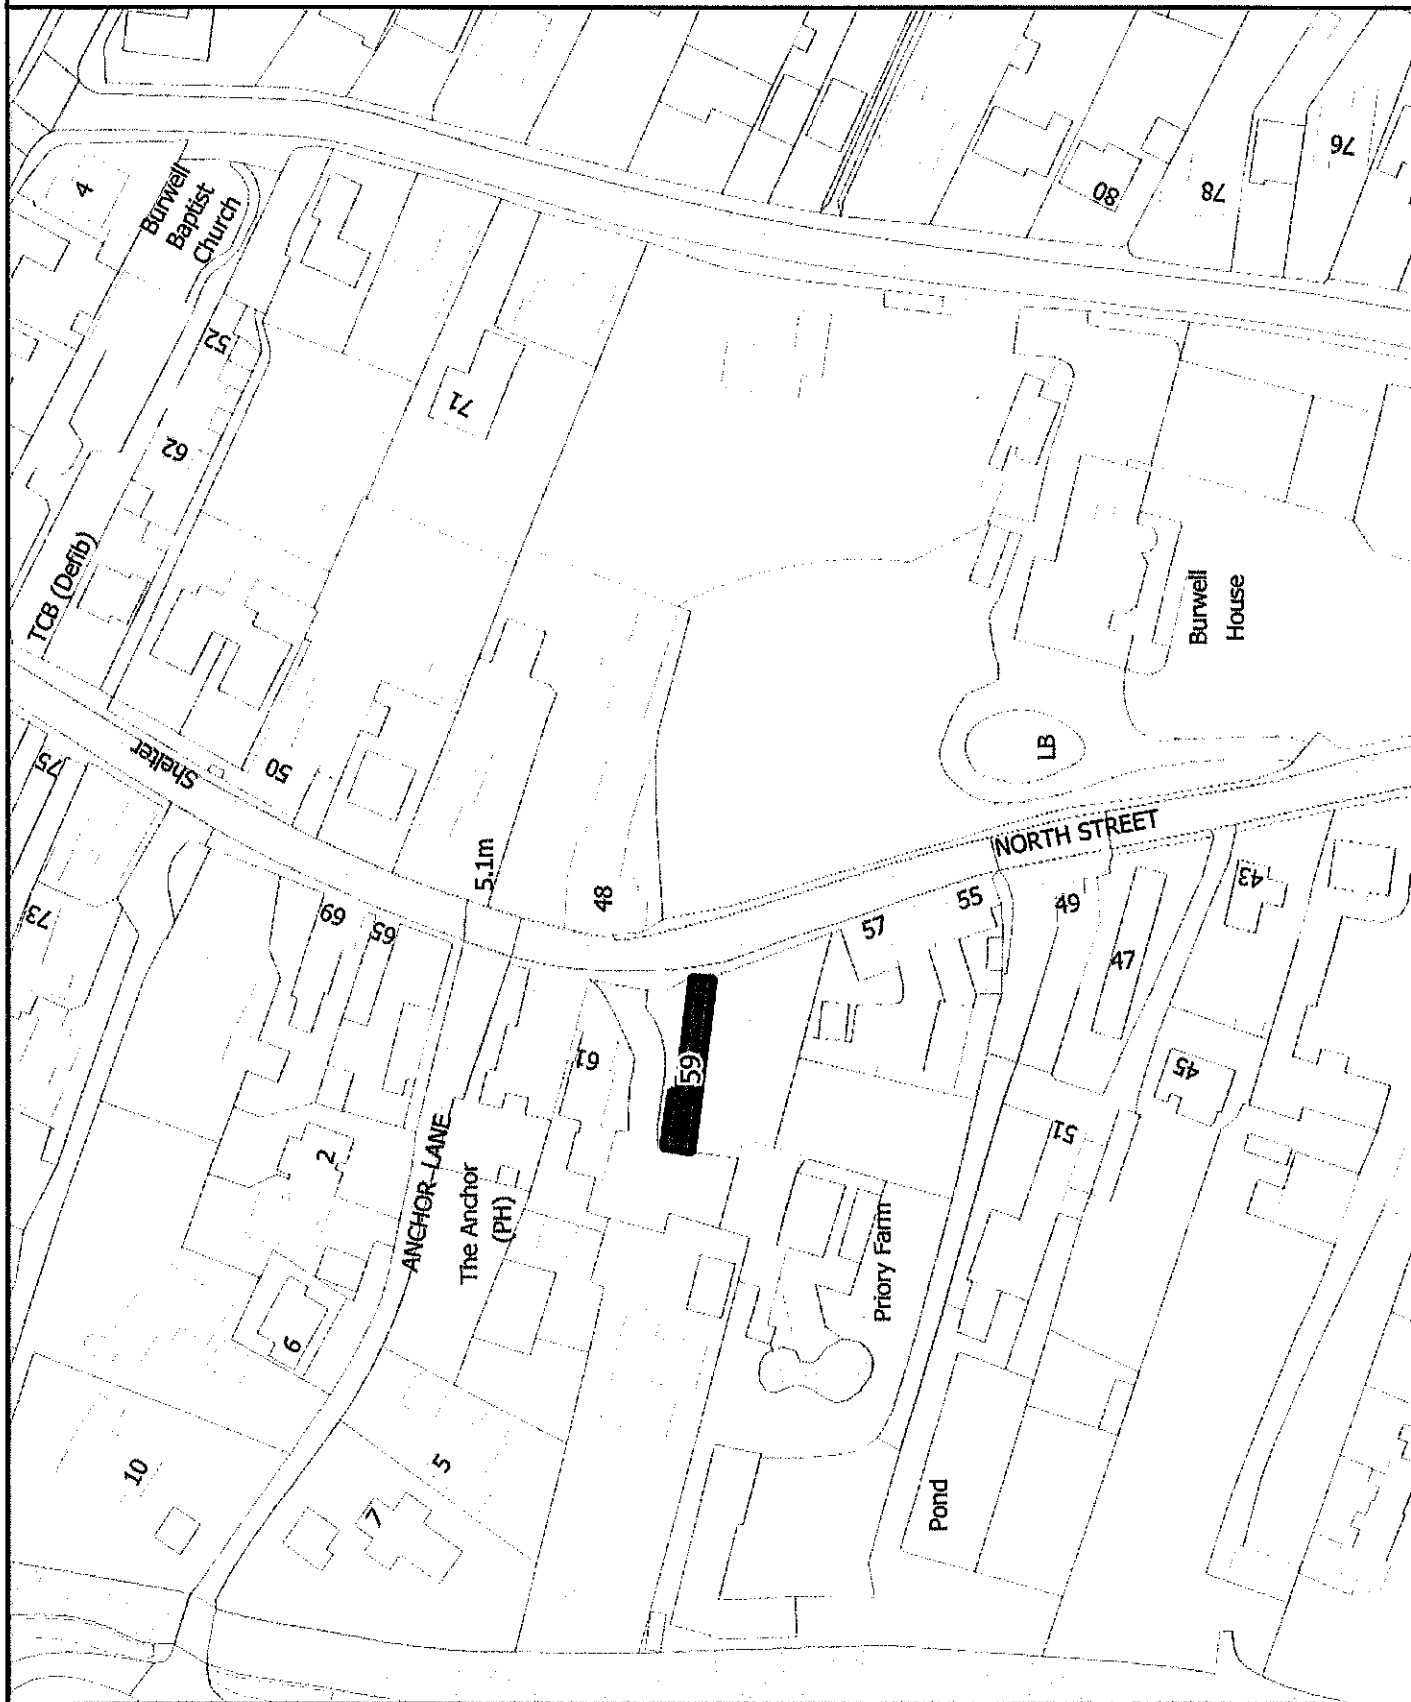 4
Burwell
Baptist
Church
52
62
TCB (Defib)
71
80
78
76
Shelter
75
50
73
69
65
5.1m
48
Burwell
House
LB
NORTH STREET
55
57
49
43
47
45
51
59
61
2
ANCHOR LANE
The Anchor
(PH)
6
Priory Farm
10
7
5
Pond